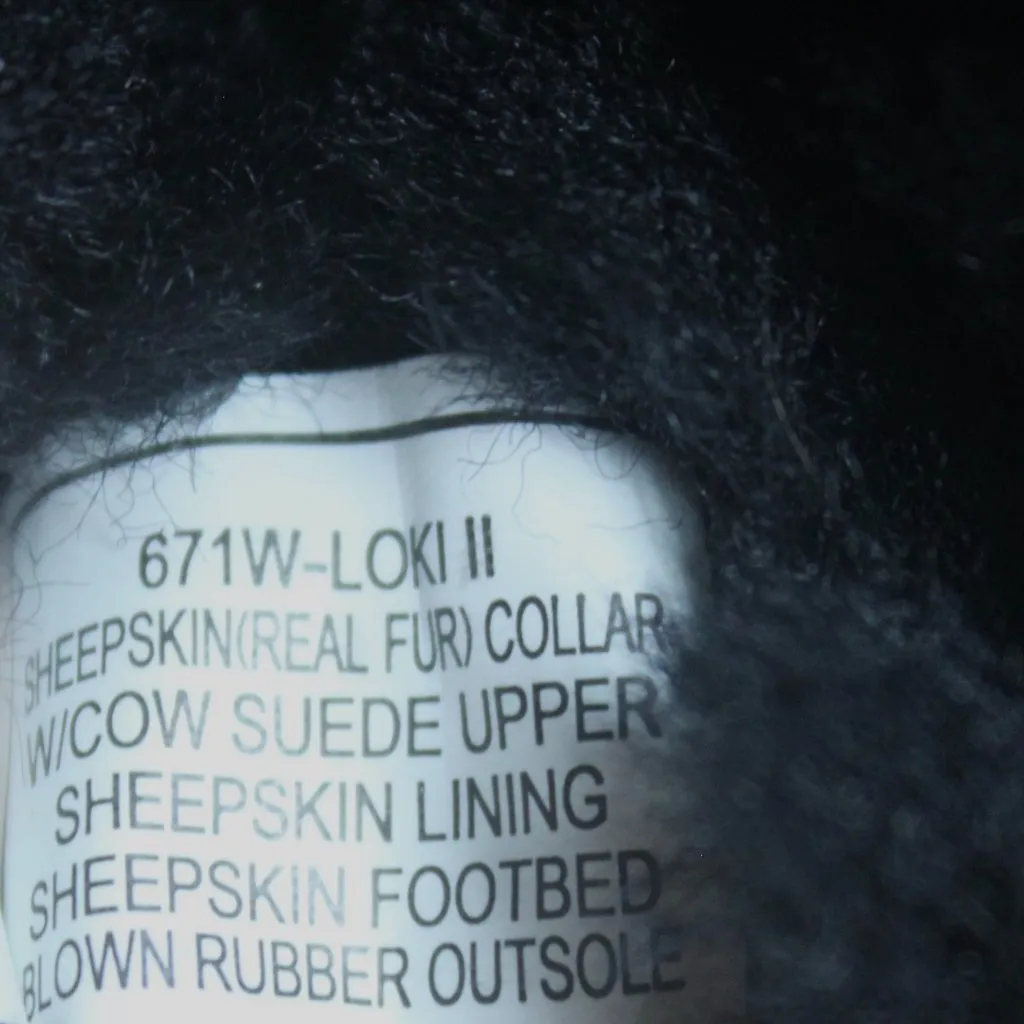 671W-LOKI II
SHEEPSKIN(REAL FUR) COLLAR
W/COW SUEDE UPPER
SHEEPSKIN LINING
SHEEPSKIN FOOTBED
BLOWN RUBBER OUTSOLE